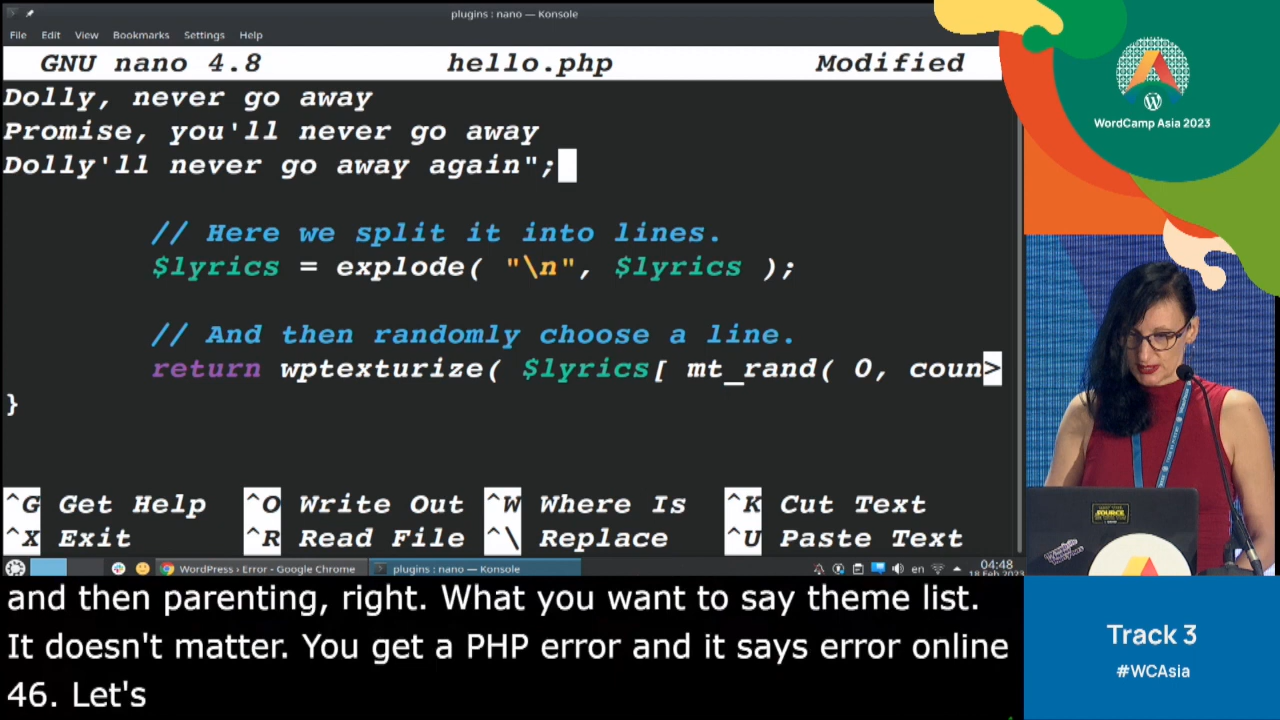 plugins : nano — Konsole
File Edit View Bookmarks Settings Help
GNU nano 4.8 hello.php Modified
Dolly, never go away
Promise, you'll never go away
Dolly'll never go away again";
// Here we split it into lines.
$lyrics = explode( "\n", $lyrics );
// And then randomly choose a line.
return wptexturize( $lyrics[ mt_rand( 0, coun>
}
^G Get Help ^O Write Out ^W Where Is ^K Cut Text
^X Exit ^R Read File ^\ Replace ^U Paste Text
WordPress › Error - Google Chrome plugins : nano — Konsole en 04:48
18 Feb 2023
and then parenting, right. What you want to say theme list.
It doesn't matter. You get a PHP error and it says error online
46. Let's
WordCamp Asia 2023
SOURCE
Track 3
#WCAsia